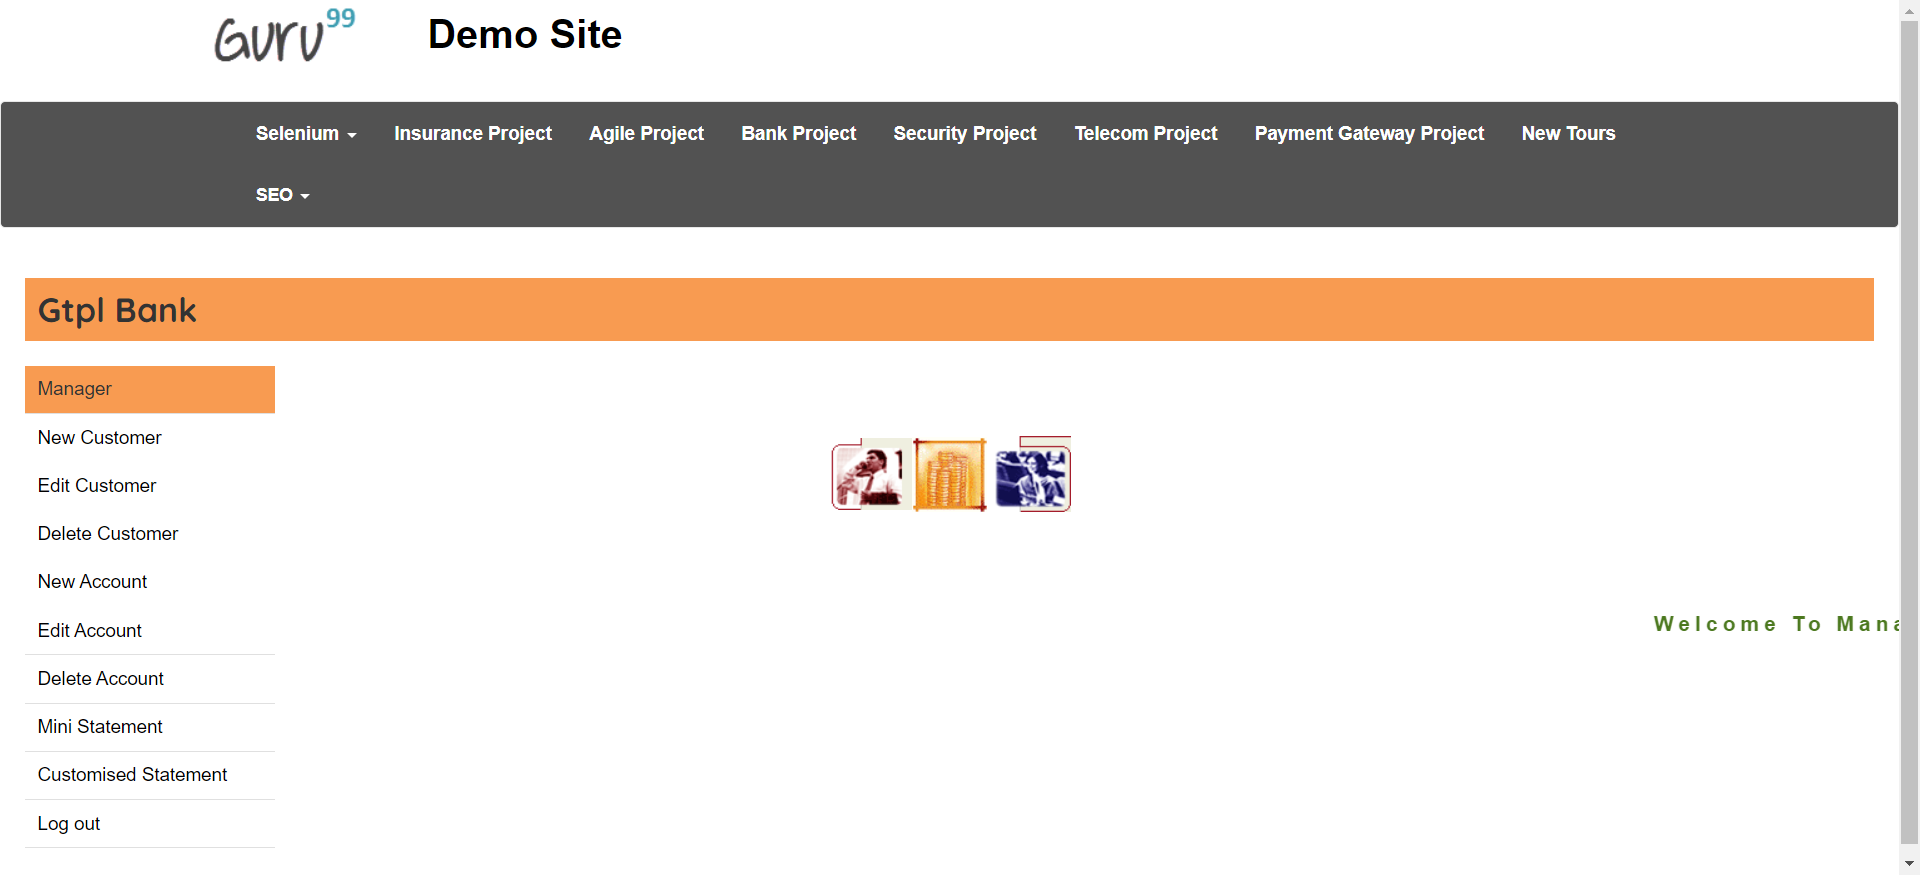 Guru99 Demo Site
Selenium Insurance Project Agile Project Bank Project Security Project Telecom Project Payment Gateway Project New Tours
SEO
Gtpl Bank
Manager
New Customer
Edit Customer
Delete Customer
New Account
Edit Account
Welcome To Mana
Delete Account
Mini Statement
Customised Statement
Log out